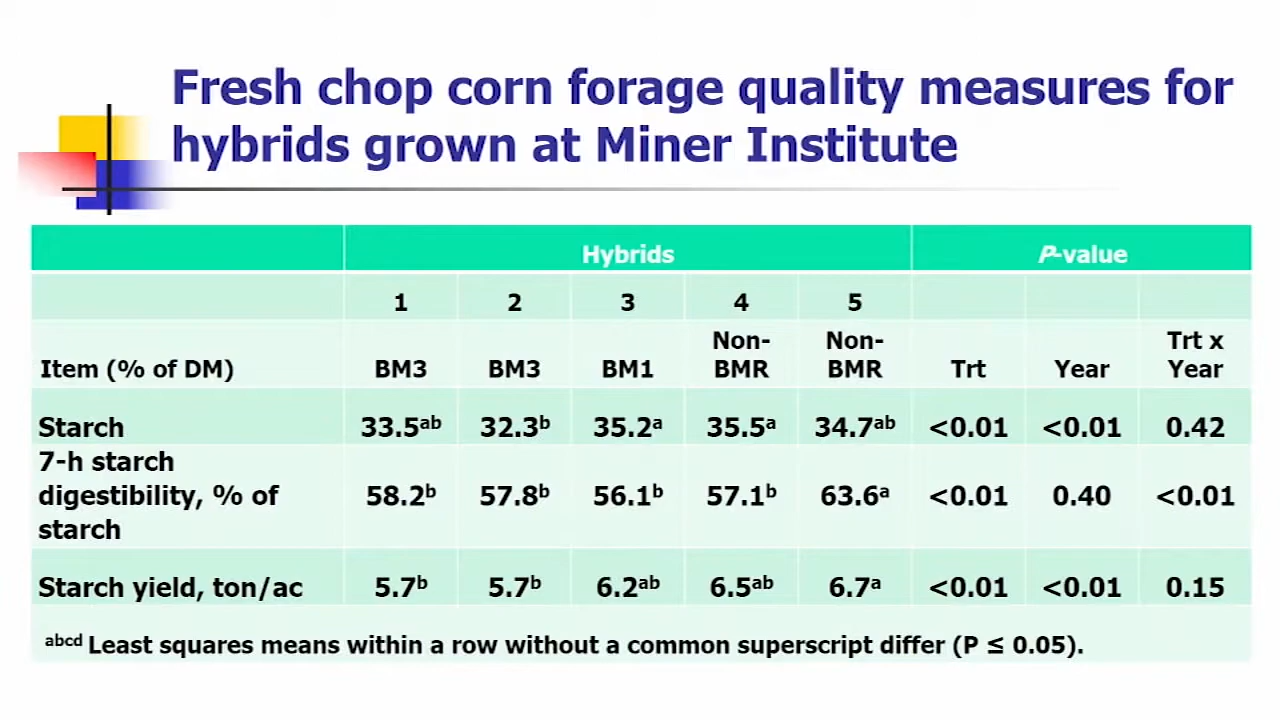 Fresh chop corn forage quality measures for
hybrids grown at Miner Institute
Hybrids P-value
1 2 3 4 5
Item (% of DM) BM3 BM3 BM1 Non-BMR Non-BMR Trt Year Trt x Year
Starch 33.5ab 32.3b 35.2a 35.5a 34.7ab <0.01 <0.01 0.42
7-h starch
digestibility, % of
starch
58.2b 57.8b 56.1b 57.1b 63.6a <0.01 0.40 <0.01
Starch yield, ton/ac 5.7b 5.7b 6.2ab 6.5ab 6.7a <0.01 <0.01 0.15
abcd Least squares means within a row without a common superscript differ (P ≤ 0.05).